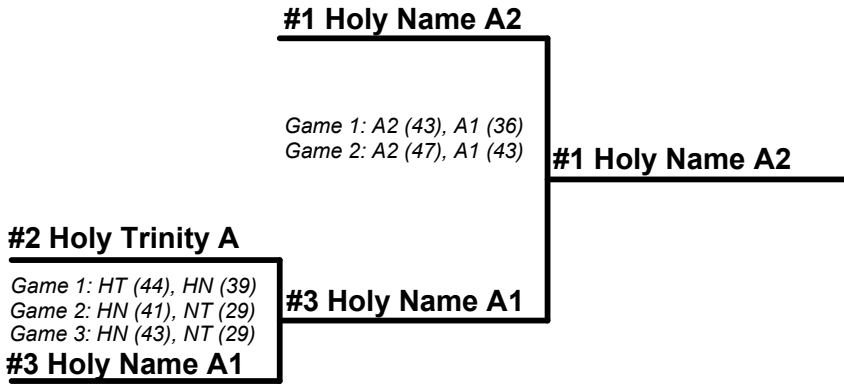 #1 Holy Name A2
Game 1: A2 (43), A1 (36)
Game 2: A2 (47), A1 (43)
#1 Holy Name A2
#2 Holy Trinity A
Game 1: HT (44), HN (39)
Game 2: HN (41), NT (29)
Game 3: HN (43), NT (29)
#3 Holy Name A1
#3 Holy Name A1